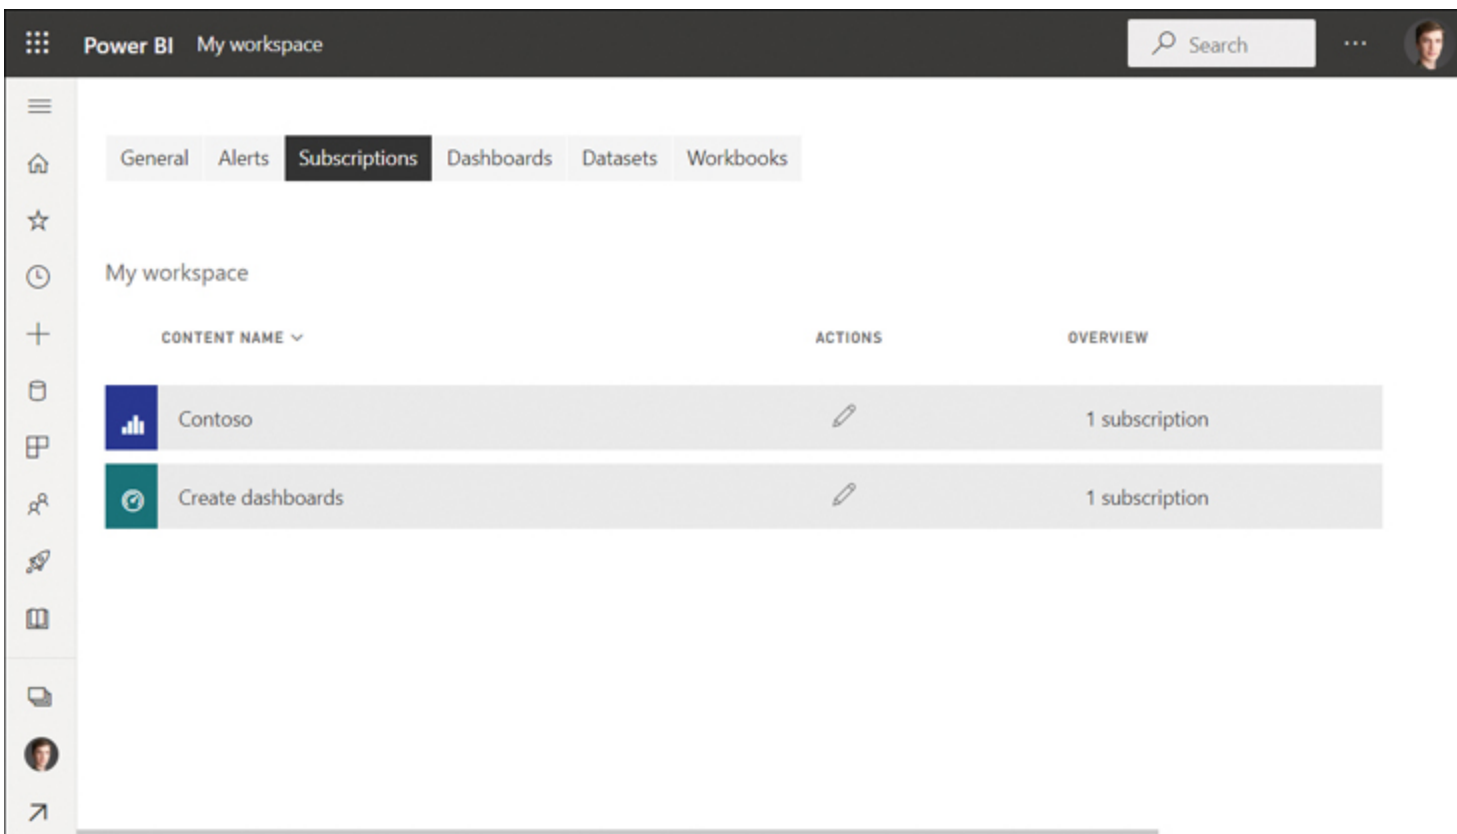 Power BI My workspace Search
General Alerts Subscriptions Dashboards Datasets Workbooks
My workspace
CONTENT NAME ACTIONS OVERVIEW
Contoso 1 subscription
Create dashboards 1 subscription